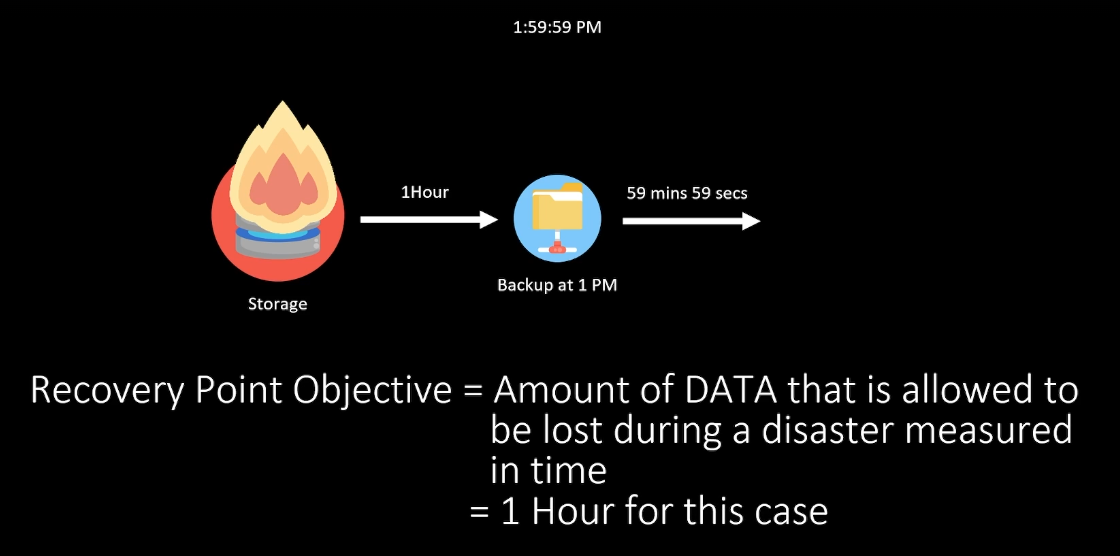 1:59:59 PM
1Hour
59 mins 59 secs
Backup at 1 PM
Storage
Recovery Point Objective = Amount of DATA that is allowed to
be lost during a disaster measured
in time
= 1 Hour for this case